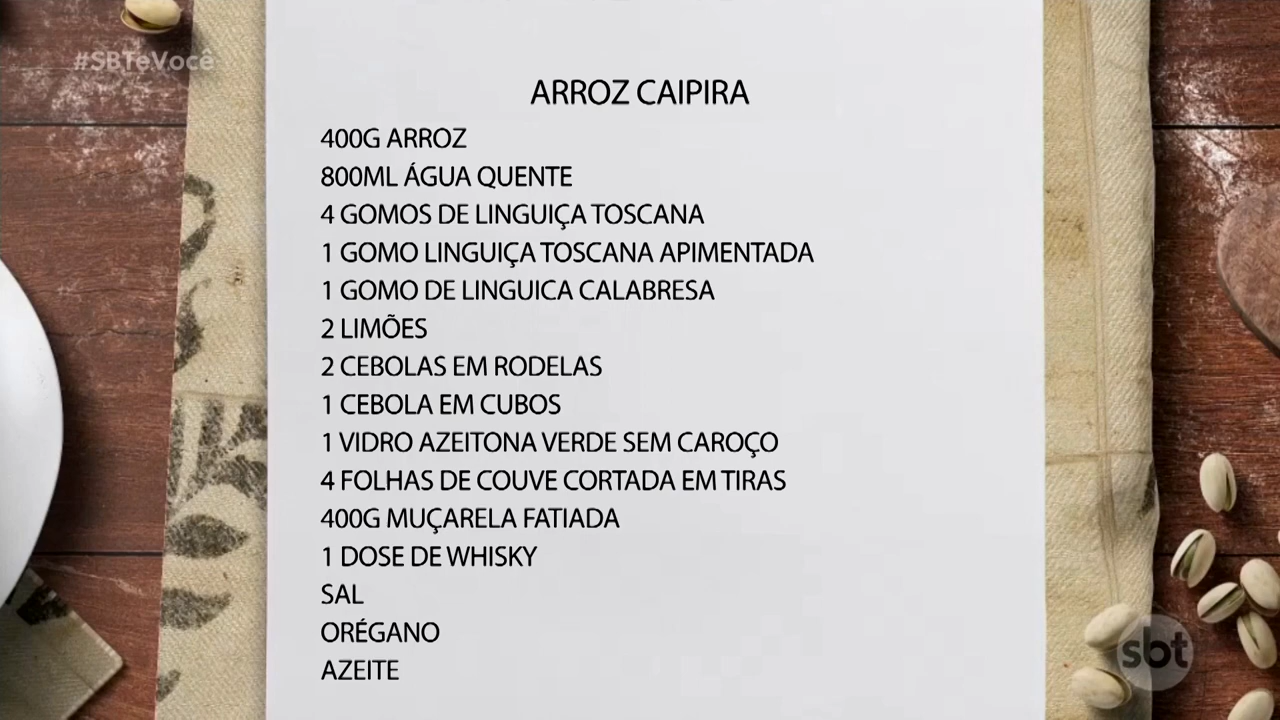 #SBTeVocê
ARROZ CAIPIRA
400G ARROZ
800ML ÁGUA QUENTE
4 GOMOS DE LINGUIÇA TOSCANA
1 GOMO LINGUIÇA TOSCANA APIMENTADA
1 GOMO DE LINGUICA CALABRESA
2 LIMÕES
2 CEBOLAS EM RODELAS
1 CEBOLA EM CUBOS
1 VIDRO AZEITONA VERDE SEM CAROÇO
4 FOLHAS DE COUVE CORTADA EM TIRAS
400G MUÇARELA FATIADA
1 DOSE DE WHISKY
SAL
ORÉGANO
AZEITE
sbt